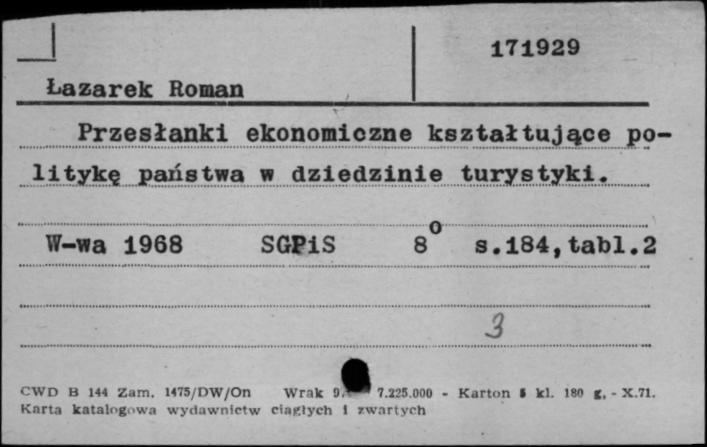 171929
Łazarek Roman
Przesłanki ekonomiczne kształtujące po-
litykę państwa w dziedzinie turystyki.
W-wa 1968 SGPiS 8o s.184,tabl.2
3
CWD B 144 Zam. 1475/DW/On Wrak 7.225.000 - Karton kl. 180 g. - X.71.
Karta katalogowa wydawnictw ciągłych i zwartych